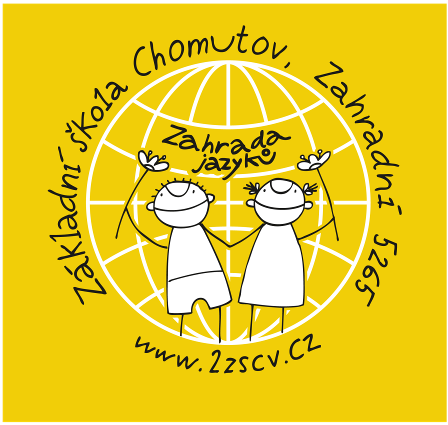 Základní škola Chomutov, Zahradní 5265
Zahrada
jazyků
www.2zscv.cz